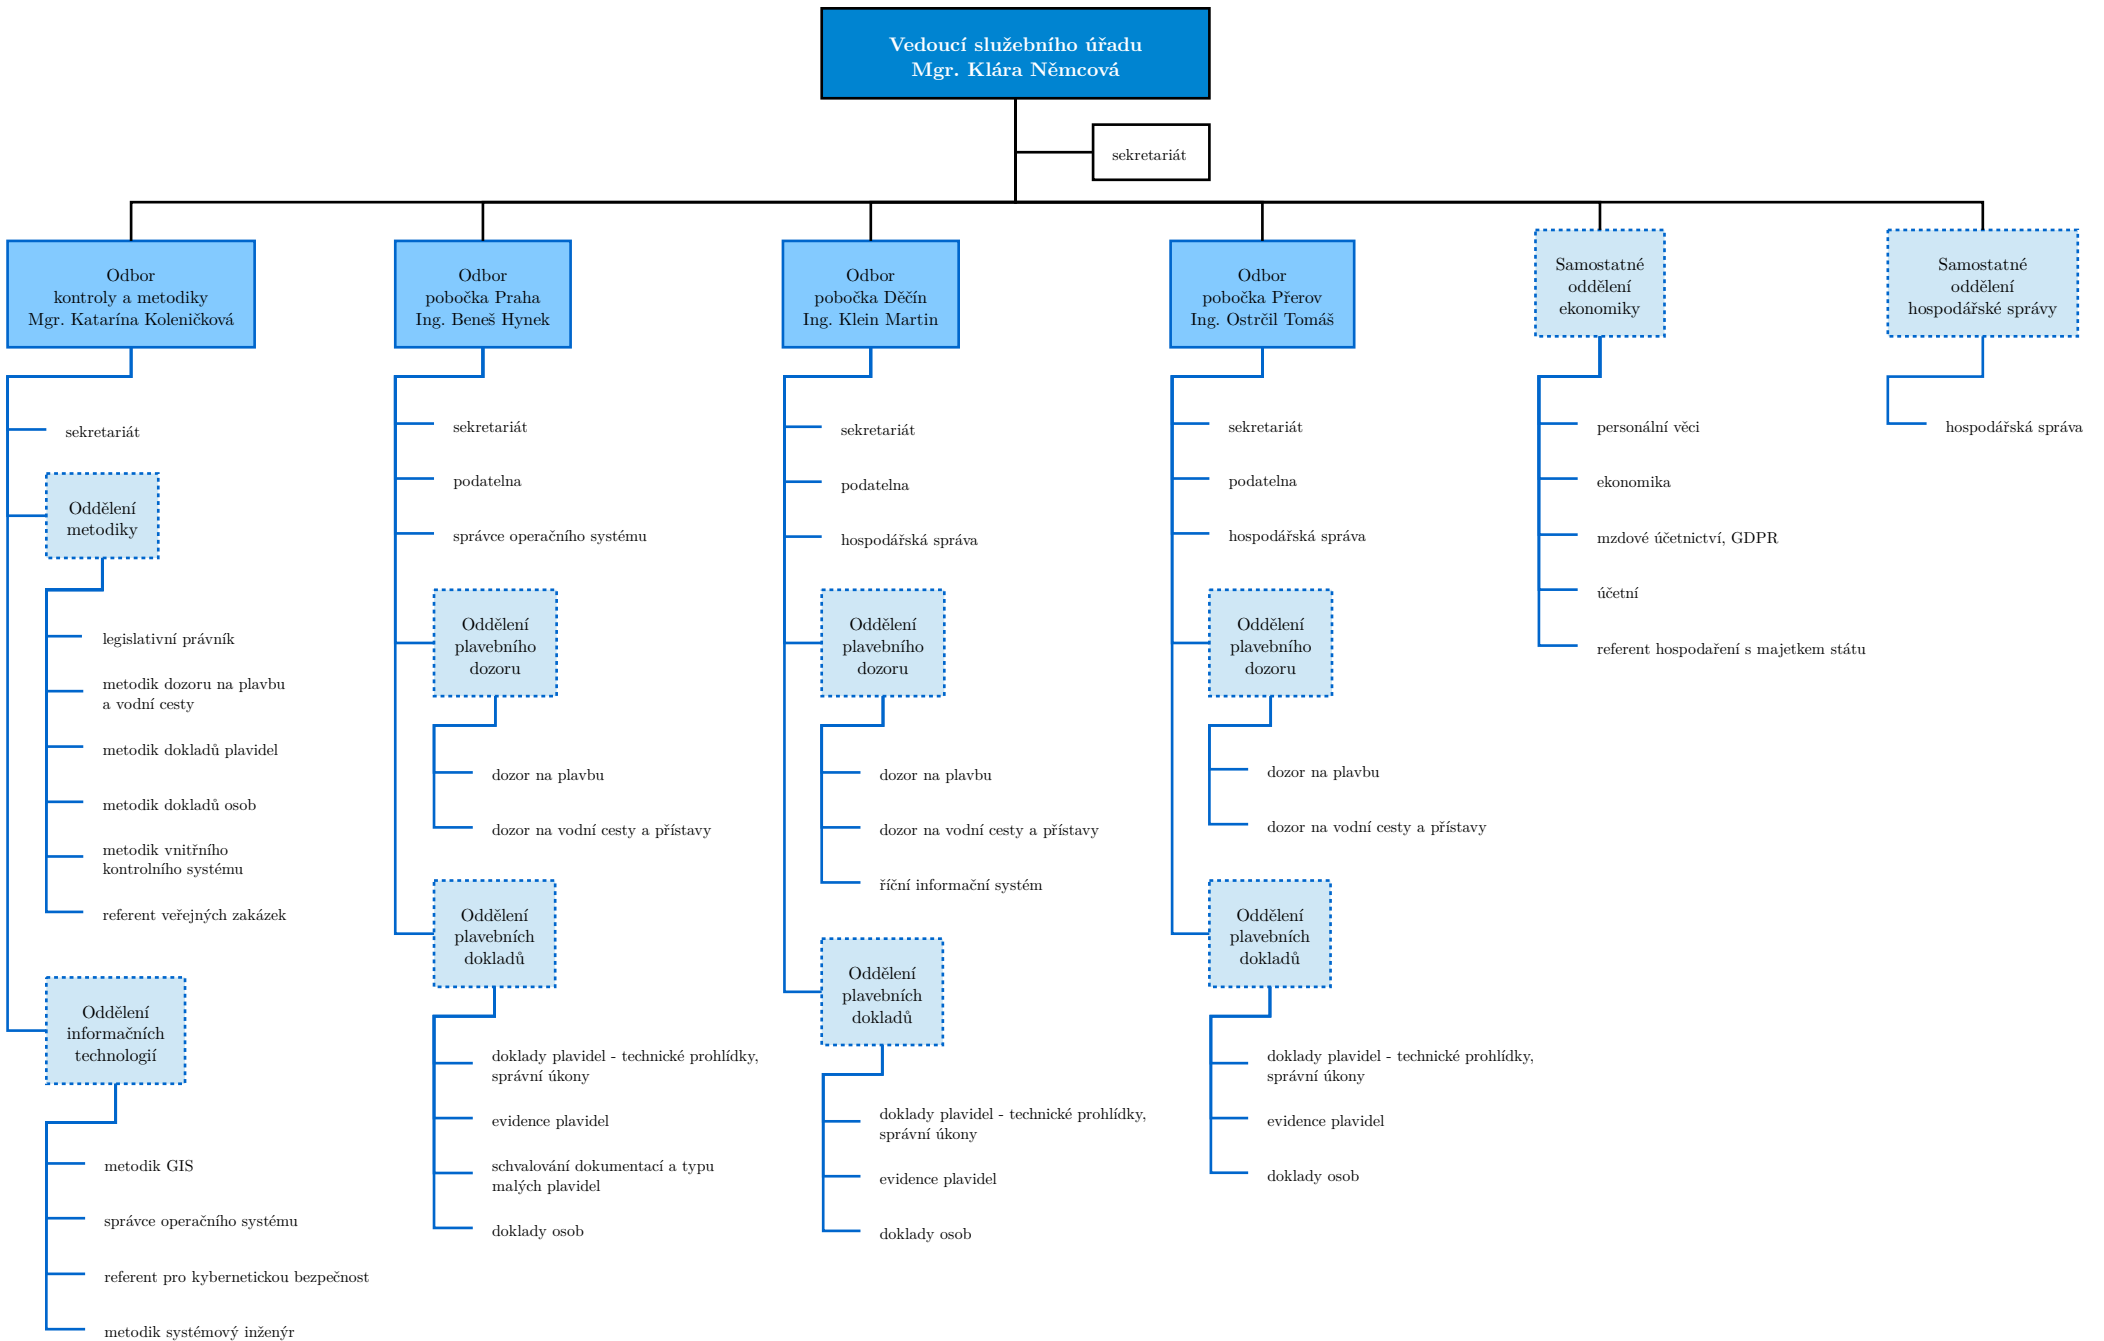 Vedoucí služebního úřadu
Mgr. Klára Němcová
sekretariát
Odbor
kontroly a metodiky
Mgr. Katarína Koleničková
sekretariát
Oddělení
metodiky
legislativní právník
metodik dozoru na plavbu
a vodní cesty
metodik dokladů plavidel
metodik dokladů osob
metodik vnitřního
kontrolního systému
referent veřejných zakázek
Oddělení
informačních
technologií
metodik GIS
správce operačního systému
referent pro kybernetickou bezpečnost
metodik systémový inženýr
Odbor
pobočka Praha
Ing. Beneš Hynek
sekretariát
podatelna
správce operačního systému
Oddělení
plavebního
dozoru
dozor na plavbu
dozor na vodní cesty a přístavy
Oddělení
plavebních
dokladů
doklady plavidel - technické prohlídky,
správní úkony
evidence plavidel
schvalování dokumentací a typu
malých plavidel
doklady osob
Odbor
pobočka Děčín
Ing. Klein Martin
sekretariát
podatelna
hospodářská správa
Oddělení
plavebního
dozoru
dozor na plavbu
dozor na vodní cesty a přístavy
říční informační systém
Oddělení
plavebních
dokladů
doklady plavidel - technické prohlídky,
správní úkony
evidence plavidel
doklady osob
Odbor
pobočka Přerov
Ing. Ostrčil Tomáš
sekretariát
podatelna
hospodářská správa
Oddělení
plavebního
dozoru
dozor na plavbu
dozor na vodní cesty a přístavy
Oddělení
plavebních
dokladů
doklady plavidel - technické prohlídky,
správní úkony
evidence plavidel
doklady osob
Samostatné
oddělení
ekonomiky
personální věci
ekonomika
mzdové účetnictví, GDPR
účetní
referent hospodaření s majetkem státu
Samostatné
oddělení
hospodářské správy
hospodářská správa